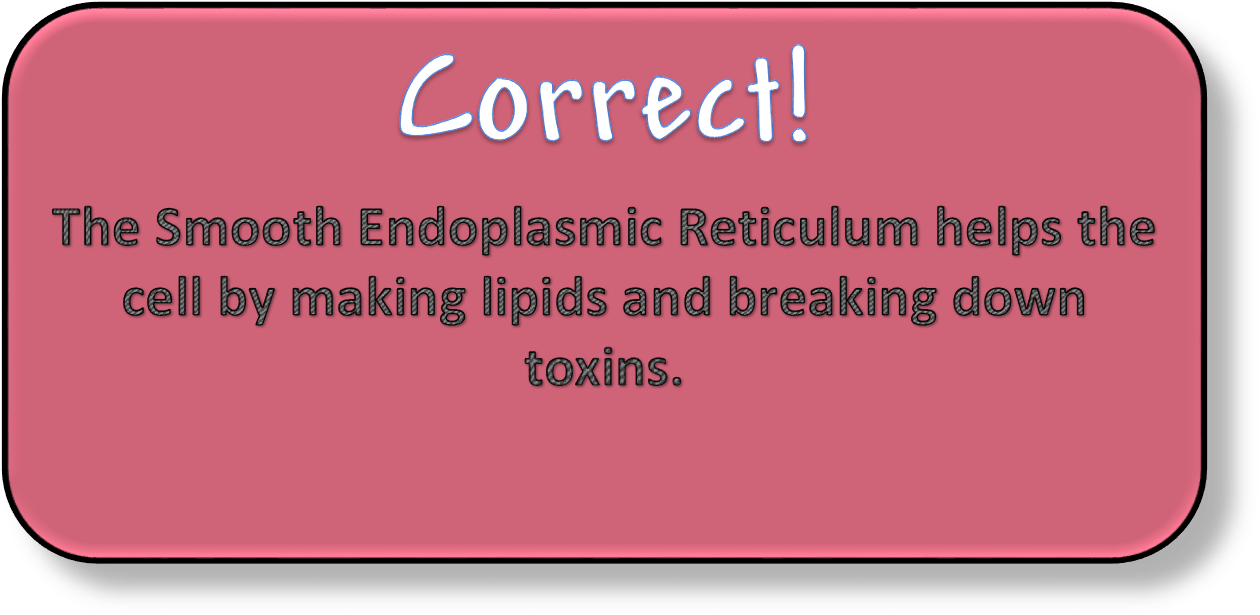 Correct!
The Smooth Endoplasmic Reticulum helps the
cell by making lipids and breaking down
toxins.